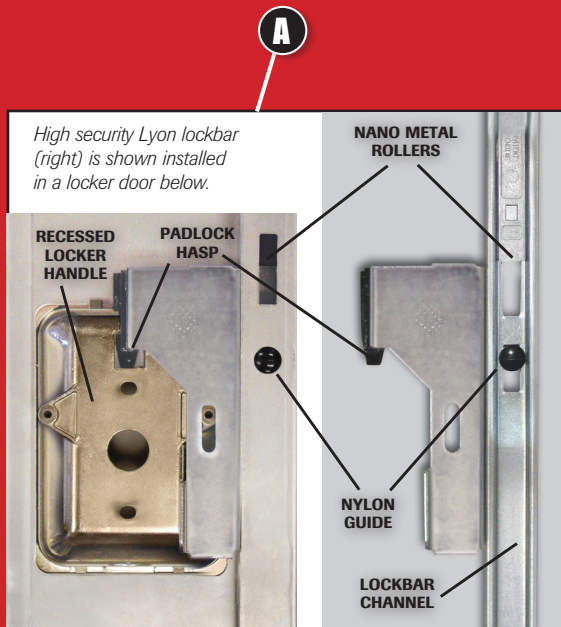 A
High security Lyon lockbar
(right) is shown installed
in a locker door below.
NANO METAL
ROLLERS
RECESSED
LOCKER
HANDLE
PADLOCK
HASP
NYLON
GUIDE
LOCKBAR
CHANNEL